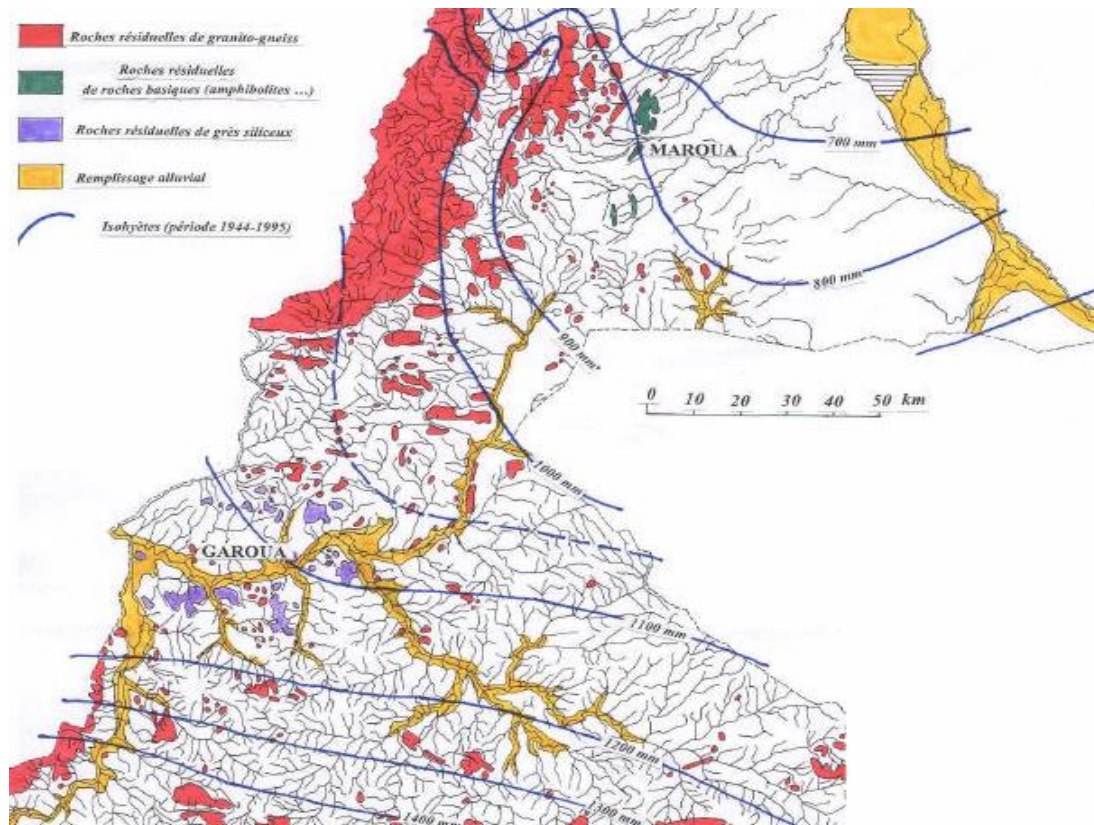 Roches résiduelles de granito-gneiss
Roches résiduelles
de roches basiques (amphibolites ...)
Roches résiduelles de grès siliceux
Remplissage alluvial
Isohyètes (période 1944-1995)
MAROUA
700 mm
800 mm
900 mm
0 10 20 30 40 50 km
1000 mm
GAROUA
1100 mm
1200 mm
1300 mm
1400 mm